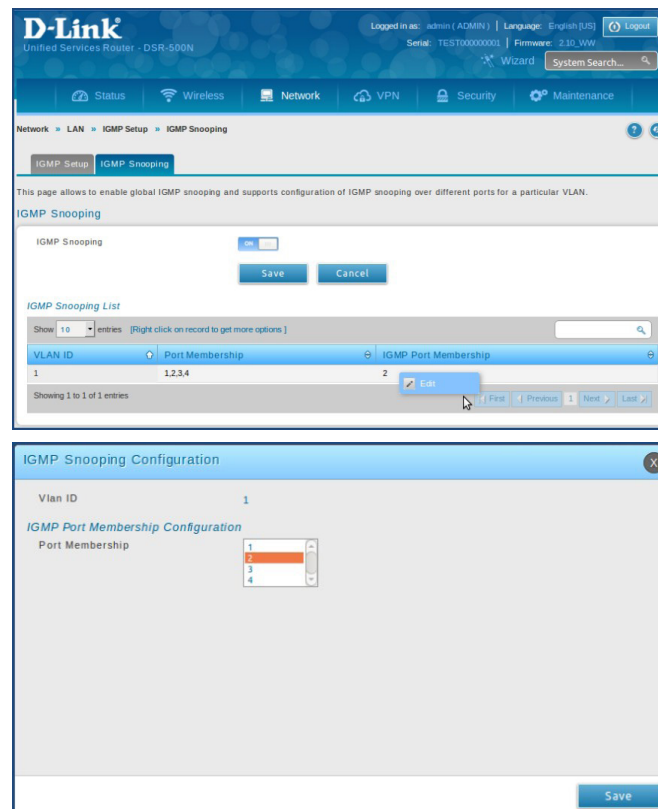 D-Link
Logged in as: admin ( ADMIN ) | Language: English [US] Logout
Unified Services Router - DSR-500N
Serial: TEST000000001 | Firmware: 2.10_WW
Wizard System Search...
Status Wireless Network VPN Security Maintenance
Network » LAN » IGMP Setup » IGMP Snooping
?
IGMP Setup IGMP Snooping
This page allows to enable global IGMP snooping and supports configuration of IGMP snooping over different ports for a particular VLAN.
IGMP Snooping
IGMP Snooping ON
Save Cancel
IGMP Snooping List
Show 10 entries [Right click on record to get more options ]
VLAN ID Port Membership IGMP Port Membership
1 1,2,3,4 2
Edit
Showing 1 to 1 of 1 entries First Previous 1 Next Last
IGMP Snooping Configuration X
Vlan ID 1
IGMP Port Membership Configuration
Port Membership 1
2
3
4
Save